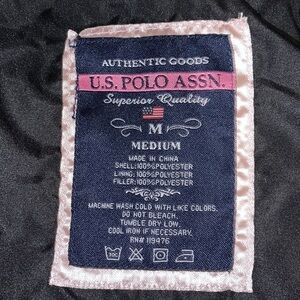 AUTHENTIC GOODS
U.S. POLO ASSN.
Superior Quality
M
MEDIUM
MADE IN CHINA
SHELL:100%POLYESTER
LINING: 100%POLYESTER
FILLER:100%POLYESTER
MACHINE WASH COLD WITH LIKE COLORS.
DO NOT BLEACH.
TUMBLE DRY LOW.
COOL IRON IF NECESSARY.
RN# 119476